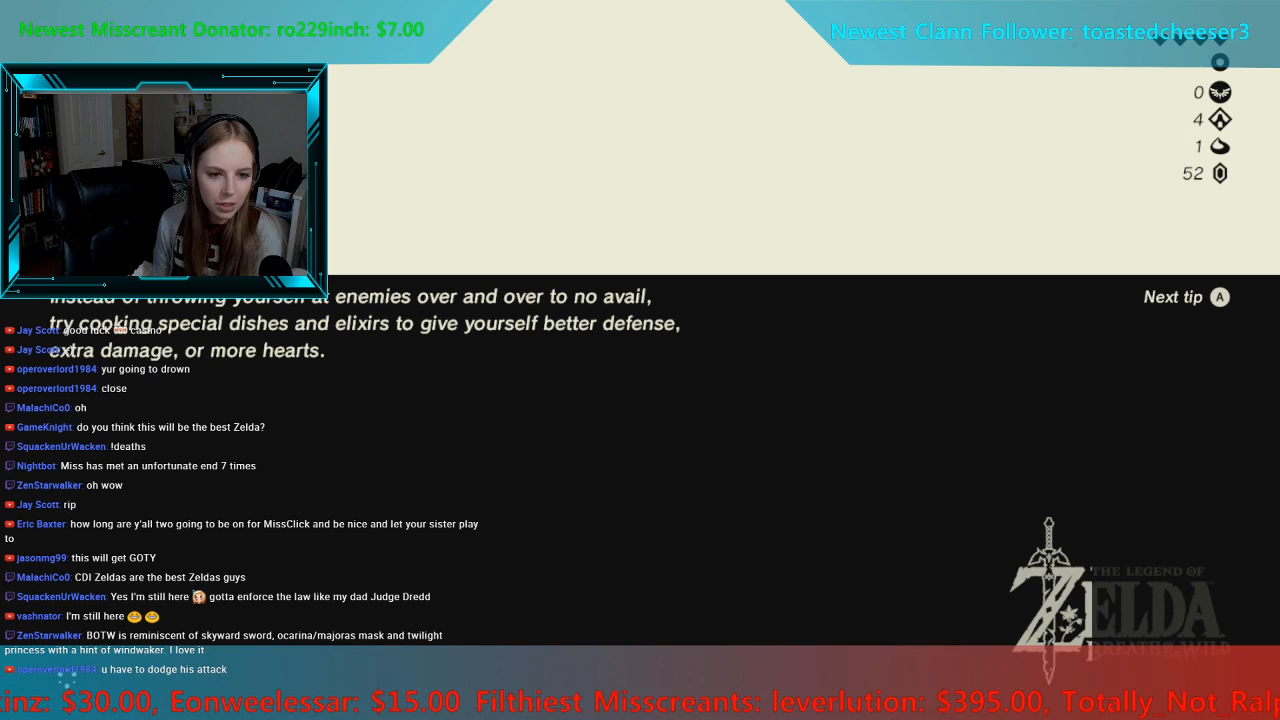 Newest Misscreant Donator: ro229inch: $7.00
Newest Clann Follower: toastedcheeser3
0
4
1
52
Instead of throwing yourself at enemies over and over to no avail,
try cooking special dishes and elixirs to give yourself better defense,
extra damage, or more hearts.
Next tip A
Jay Scott: good luck casino
Jay Scott:
operoverlord1984: yur going to drown
operoverlord1984: close
MalachiCo0: oh
GameKnight: do you think this will be the best Zelda?
SquackenUrWacken: !deaths
Nightbot: Miss has met an unfortunate end 7 times
ZenStarwalker: oh wow
Jay Scott: rip
Eric Baxter: how long are y'all two going to be on for MissClick and be nice and let your sister play
to
jasonmg99: this will get GOTY
MalachiCo0: CDI Zeldas are the best Zeldas guys
SquackenUrWacken: Yes I'm still here gotta enforce the law like my dad Judge Dredd
vashnator: I'm still here
ZenStarwalker: BOTW is reminiscent of skyward sword, ocarina/majoras mask and twilight
princess with a hint of windwaker. I love it
operoverlord1984: u have to dodge his attack
THE LEGEND OF
ZELDA
BREATH OF THE WILD
kinz: $30.00, Eonweelessar: $15.00 Filthiest Misscreants: leverlution: $395.00, Totally_Not_Ral